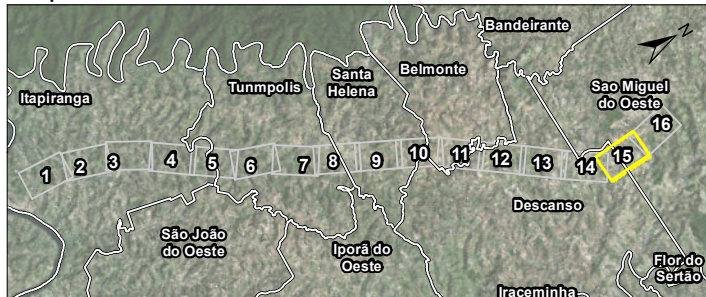 Bandeirante
N
Belmonte
Santa
Helena
Tunmpolis
Itapiranga
Sao Miguel
do Oeste
1
2
3
4
5
6
7
8
9
10
11
12
13
14
15
16
Descanso
São João
do Oeste
Iporã do
Oeste
Flor do
Sertão
Iraceminha